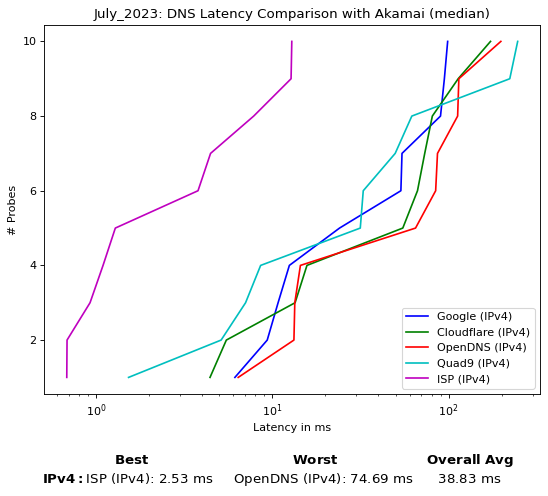 July_2023: DNS Latency Comparison with Akamai (median)
10
8
6
4
2
# Probes
Google (IPv4)
Cloudflare (IPv4)
OpenDNS (IPv4)
Quad9 (IPv4)
ISP (IPv4)
10⁰ 10¹ 10²
Latency in ms
Best Worst Overall Avg
IPv4: ISP (IPv4): 2.53 ms OpenDNS (IPv4): 74.69 ms 38.83 ms